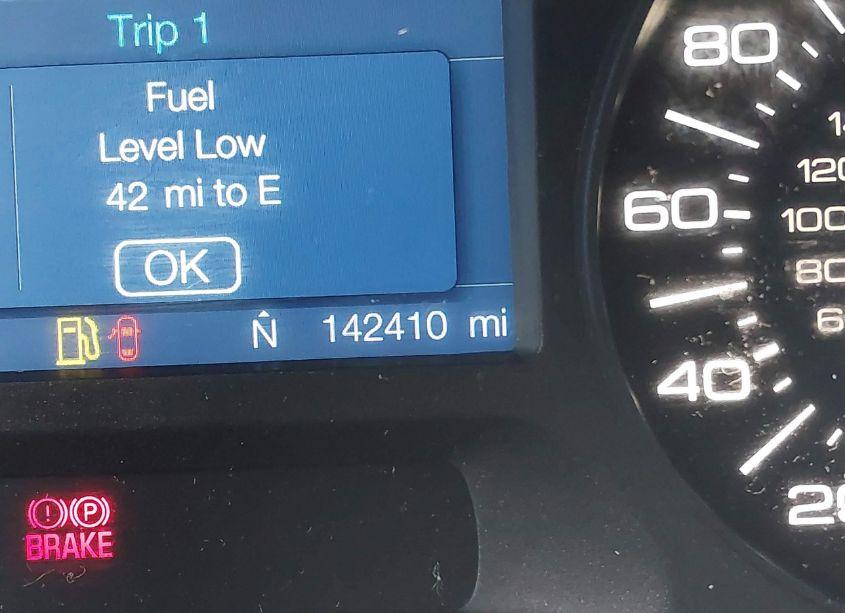 Trip 1
Fuel
Level Low
42 mi to E
OK
N 142410 mi
80
60
40
120
100
80
(!) (P)
BRAKE